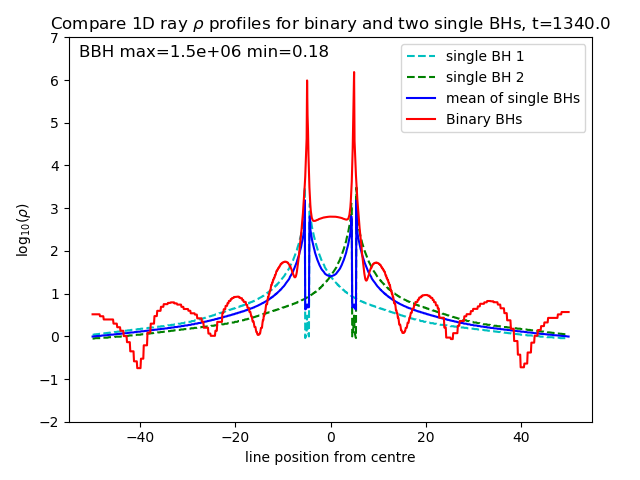 Compare 1D ray ρ profiles for binary and two single BHs, t=1340.0
BBH max=1.5e+06 min=0.18
single BH 1
single BH 2
mean of single BHs
Binary BHs
log₁₀(ρ)
7
6
5
4
3
2
1
0
−1
−2
−40
−20
0
20
40
line position from centre